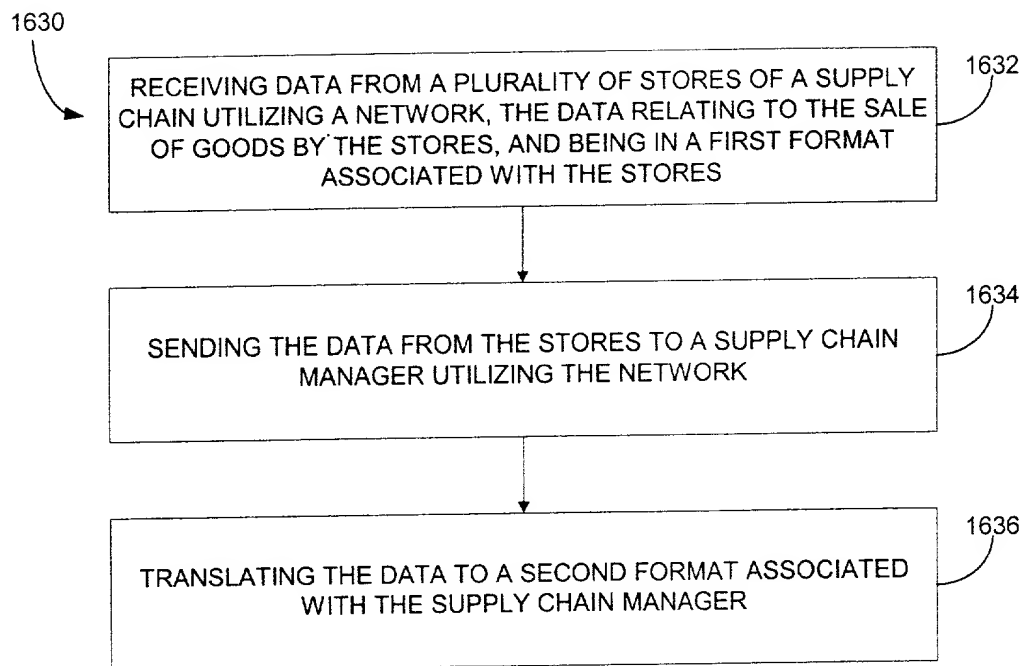 1630
1632
RECEIVING DATA FROM A PLURALITY OF STORES OF A SUPPLY
CHAIN UTILIZING A NETWORK, THE DATA RELATING TO THE SALE
OF GOODS BY THE STORES, AND BEING IN A FIRST FORMAT
ASSOCIATED WITH THE STORES
1634
SENDING THE DATA FROM THE STORES TO A SUPPLY CHAIN
MANAGER UTILIZING THE NETWORK
1636
TRANSLATING THE DATA TO A SECOND FORMAT ASSOCIATED
WITH THE SUPPLY CHAIN MANAGER